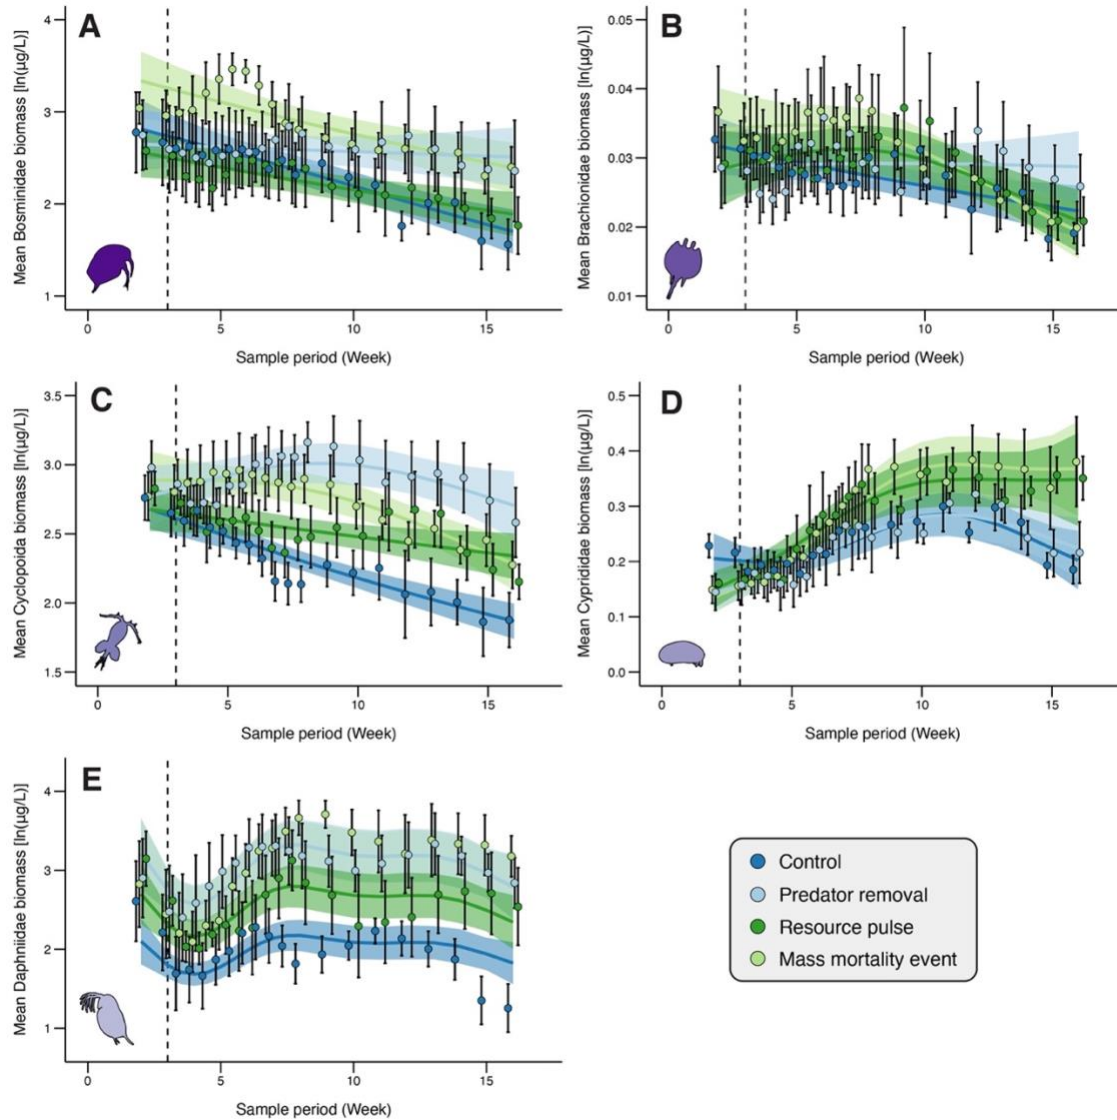 A
Mean Bosminidae biomass [ln(µg/L)]
4
3
2
1
0
5
10
15
Sample period (Week)
B
Mean Brachionidae biomass [ln(µg/L)]
0.05
0.04
0.03
0.02
0.01
0
5
10
15
Sample period (Week)
C
Mean Cyclopoida biomass [ln(µg/L)]
3.5
3.0
2.5
2.0
1.5
0
5
10
15
Sample period (Week)
D
Mean Cyprididae biomass [ln(µg/L)]
0.5
0.4
0.3
0.2
0.1
0.0
0
5
10
15
Sample period (Week)
E
Mean Daphniidae biomass [ln(µg/L)]
4
3
2
1
0
5
10
15
Sample period (Week)
Control
Predator removal
Resource pulse
Mass mortality event